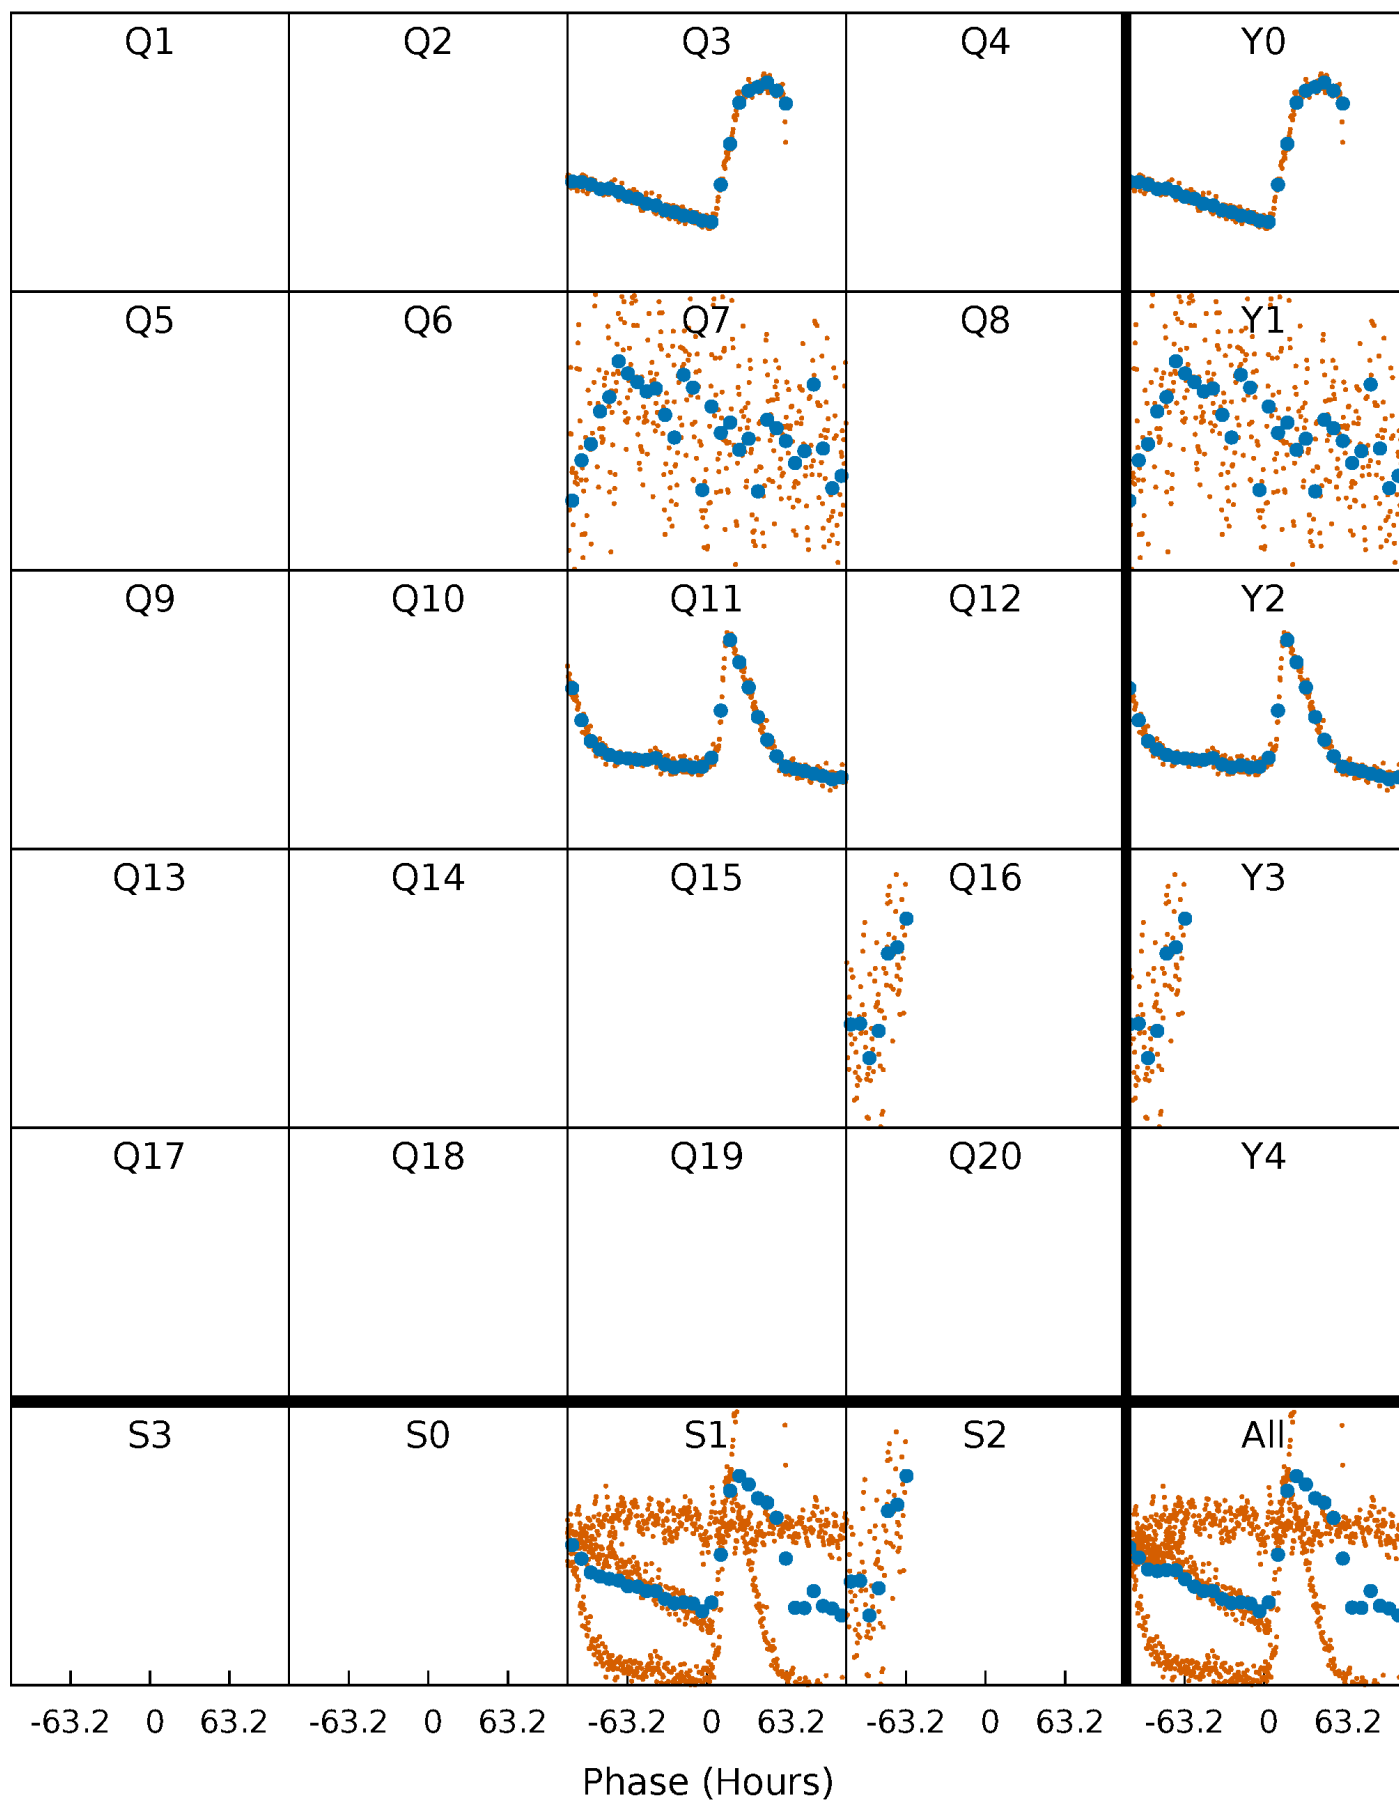 Q1 Q2 Q3 Q4 Y0
Q5 Q6 Q7 Q8 Y1
Q9 Q10 Q11 Q12 Y2
Q13 Q14 Q15 Q16 Y3
Q17 Q18 Q19 Q20 Y4
S3 S0 S1 S2 All
-63.2 0 63.2 -63.2 0 63.2 -63.2 0 63.2 -63.2 0 63.2 -63.2 0 63.2
Phase (Hours)